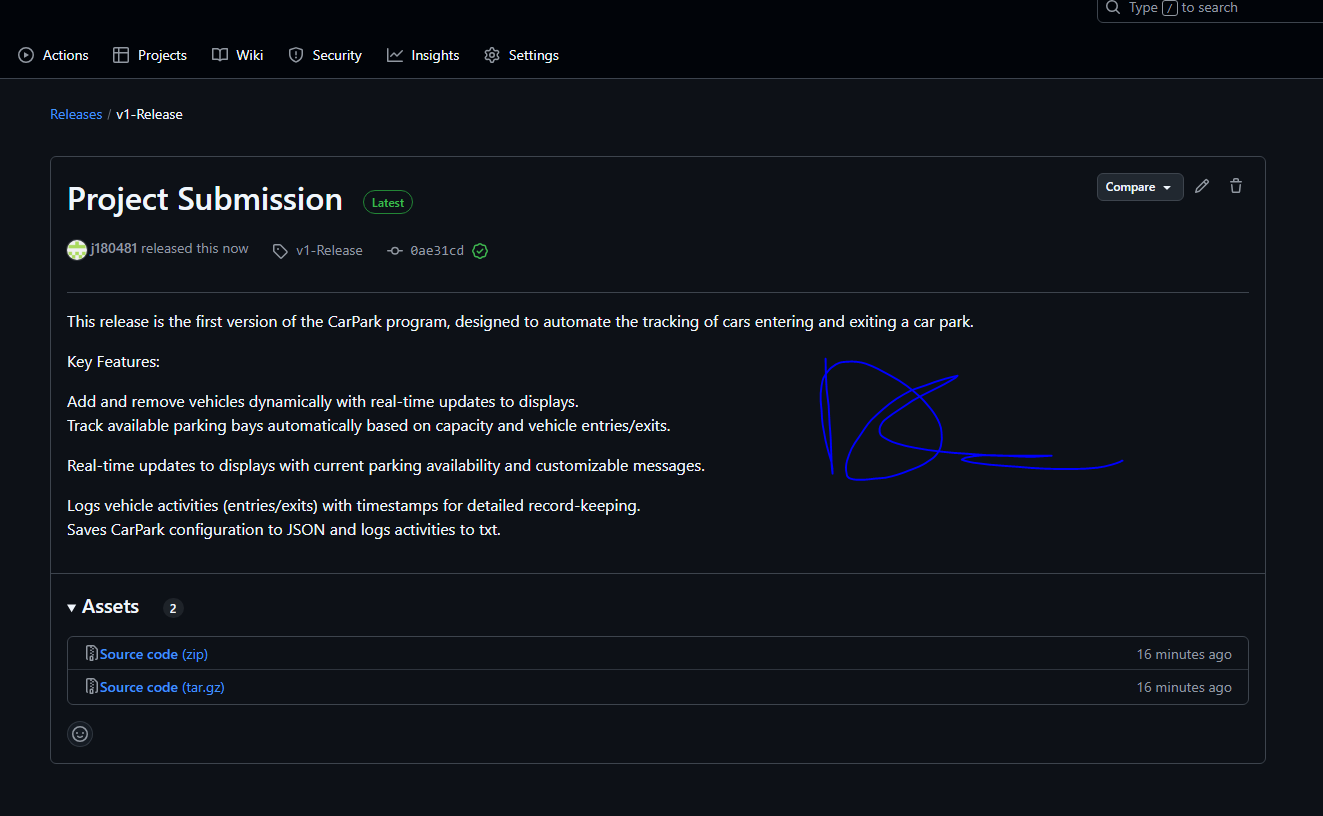 Type / to search
Actions Projects Wiki Security Insights Settings
Releases / v1-Release
Project Submission Latest
Compare
j180481 released this now v1-Release 0ae31cd
This release is the first version of the CarPark program, designed to automate the tracking of cars entering and exiting a car park.
Key Features:
Add and remove vehicles dynamically with real-time updates to displays.
Track available parking bays automatically based on capacity and vehicle entries/exits.
Real-time updates to displays with current parking availability and customizable messages.
Logs vehicle activities (entries/exits) with timestamps for detailed record-keeping.
Saves CarPark configuration to JSON and logs activities to txt.
Assets 2
Source code (zip) 16 minutes ago
Source code (tar.gz) 16 minutes ago